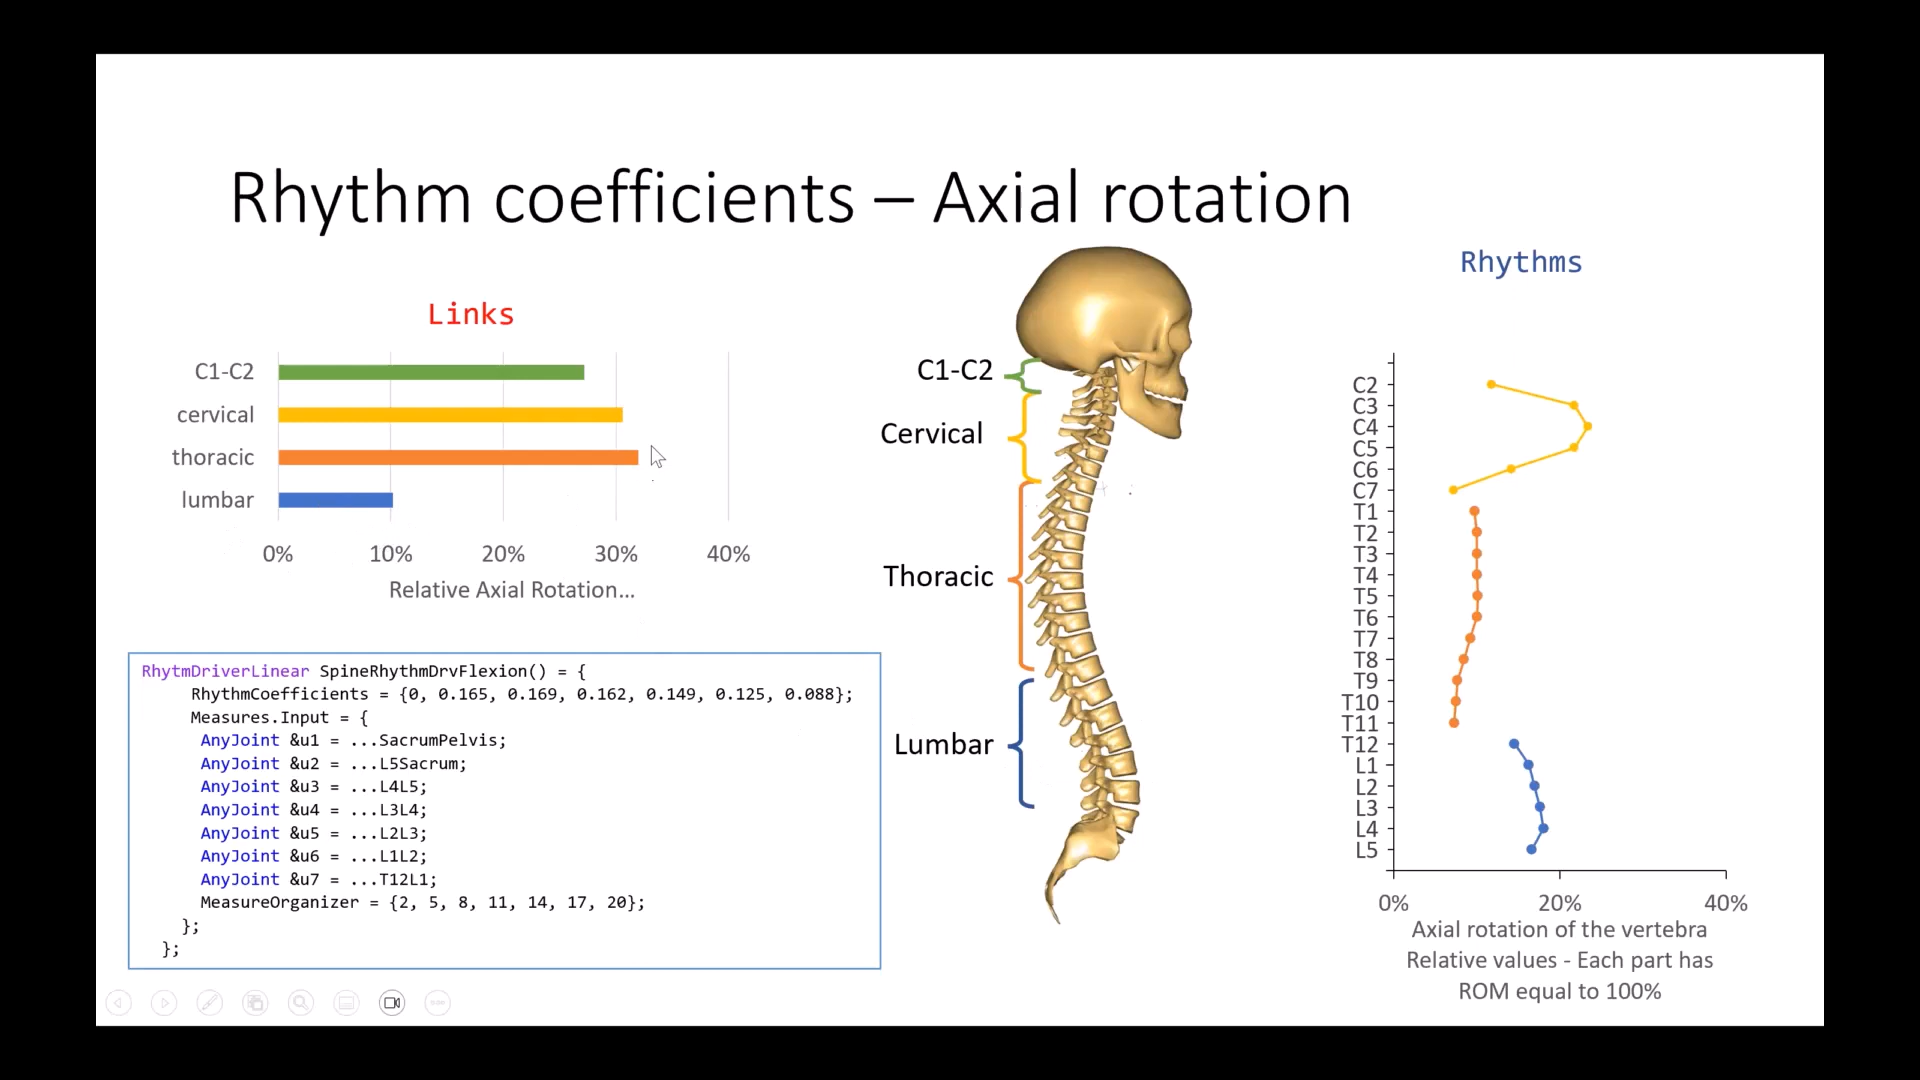 Rhythm coefficients – Axial rotation
Links
C1-C2
cervical
thoracic
lumbar
0% 10% 20% 30% 40%
Relative Axial Rotation...
RhytmDriverLinear SpineRhythmDrvFlexion() = {
RhythmCoefficients = {0, 0.165, 0.169, 0.162, 0.149, 0.125, 0.088};
Measures.Input = {
AnyJoint &u1 = ...SacrumPelvis;
AnyJoint &u2 = ...L5Sacrum;
AnyJoint &u3 = ...L4L5;
AnyJoint &u4 = ...L3L4;
AnyJoint &u5 = ...L2L3;
AnyJoint &u6 = ...L1L2;
AnyJoint &u7 = ...T12L1;
MeasureOrganizer = {2, 5, 8, 11, 14, 17, 20};
};
};
C1-C2
Cervical
Thoracic
Lumbar
Rhythms
C2
C3
C4
C5
C6
C7
T1
T2
T3
T4
T5
T6
T7
T8
T9
T10
T11
T12
L1
L2
L3
L4
L5
0% 20% 40%
Axial rotation of the vertebra
Relative values - Each part has
ROM equal to 100%